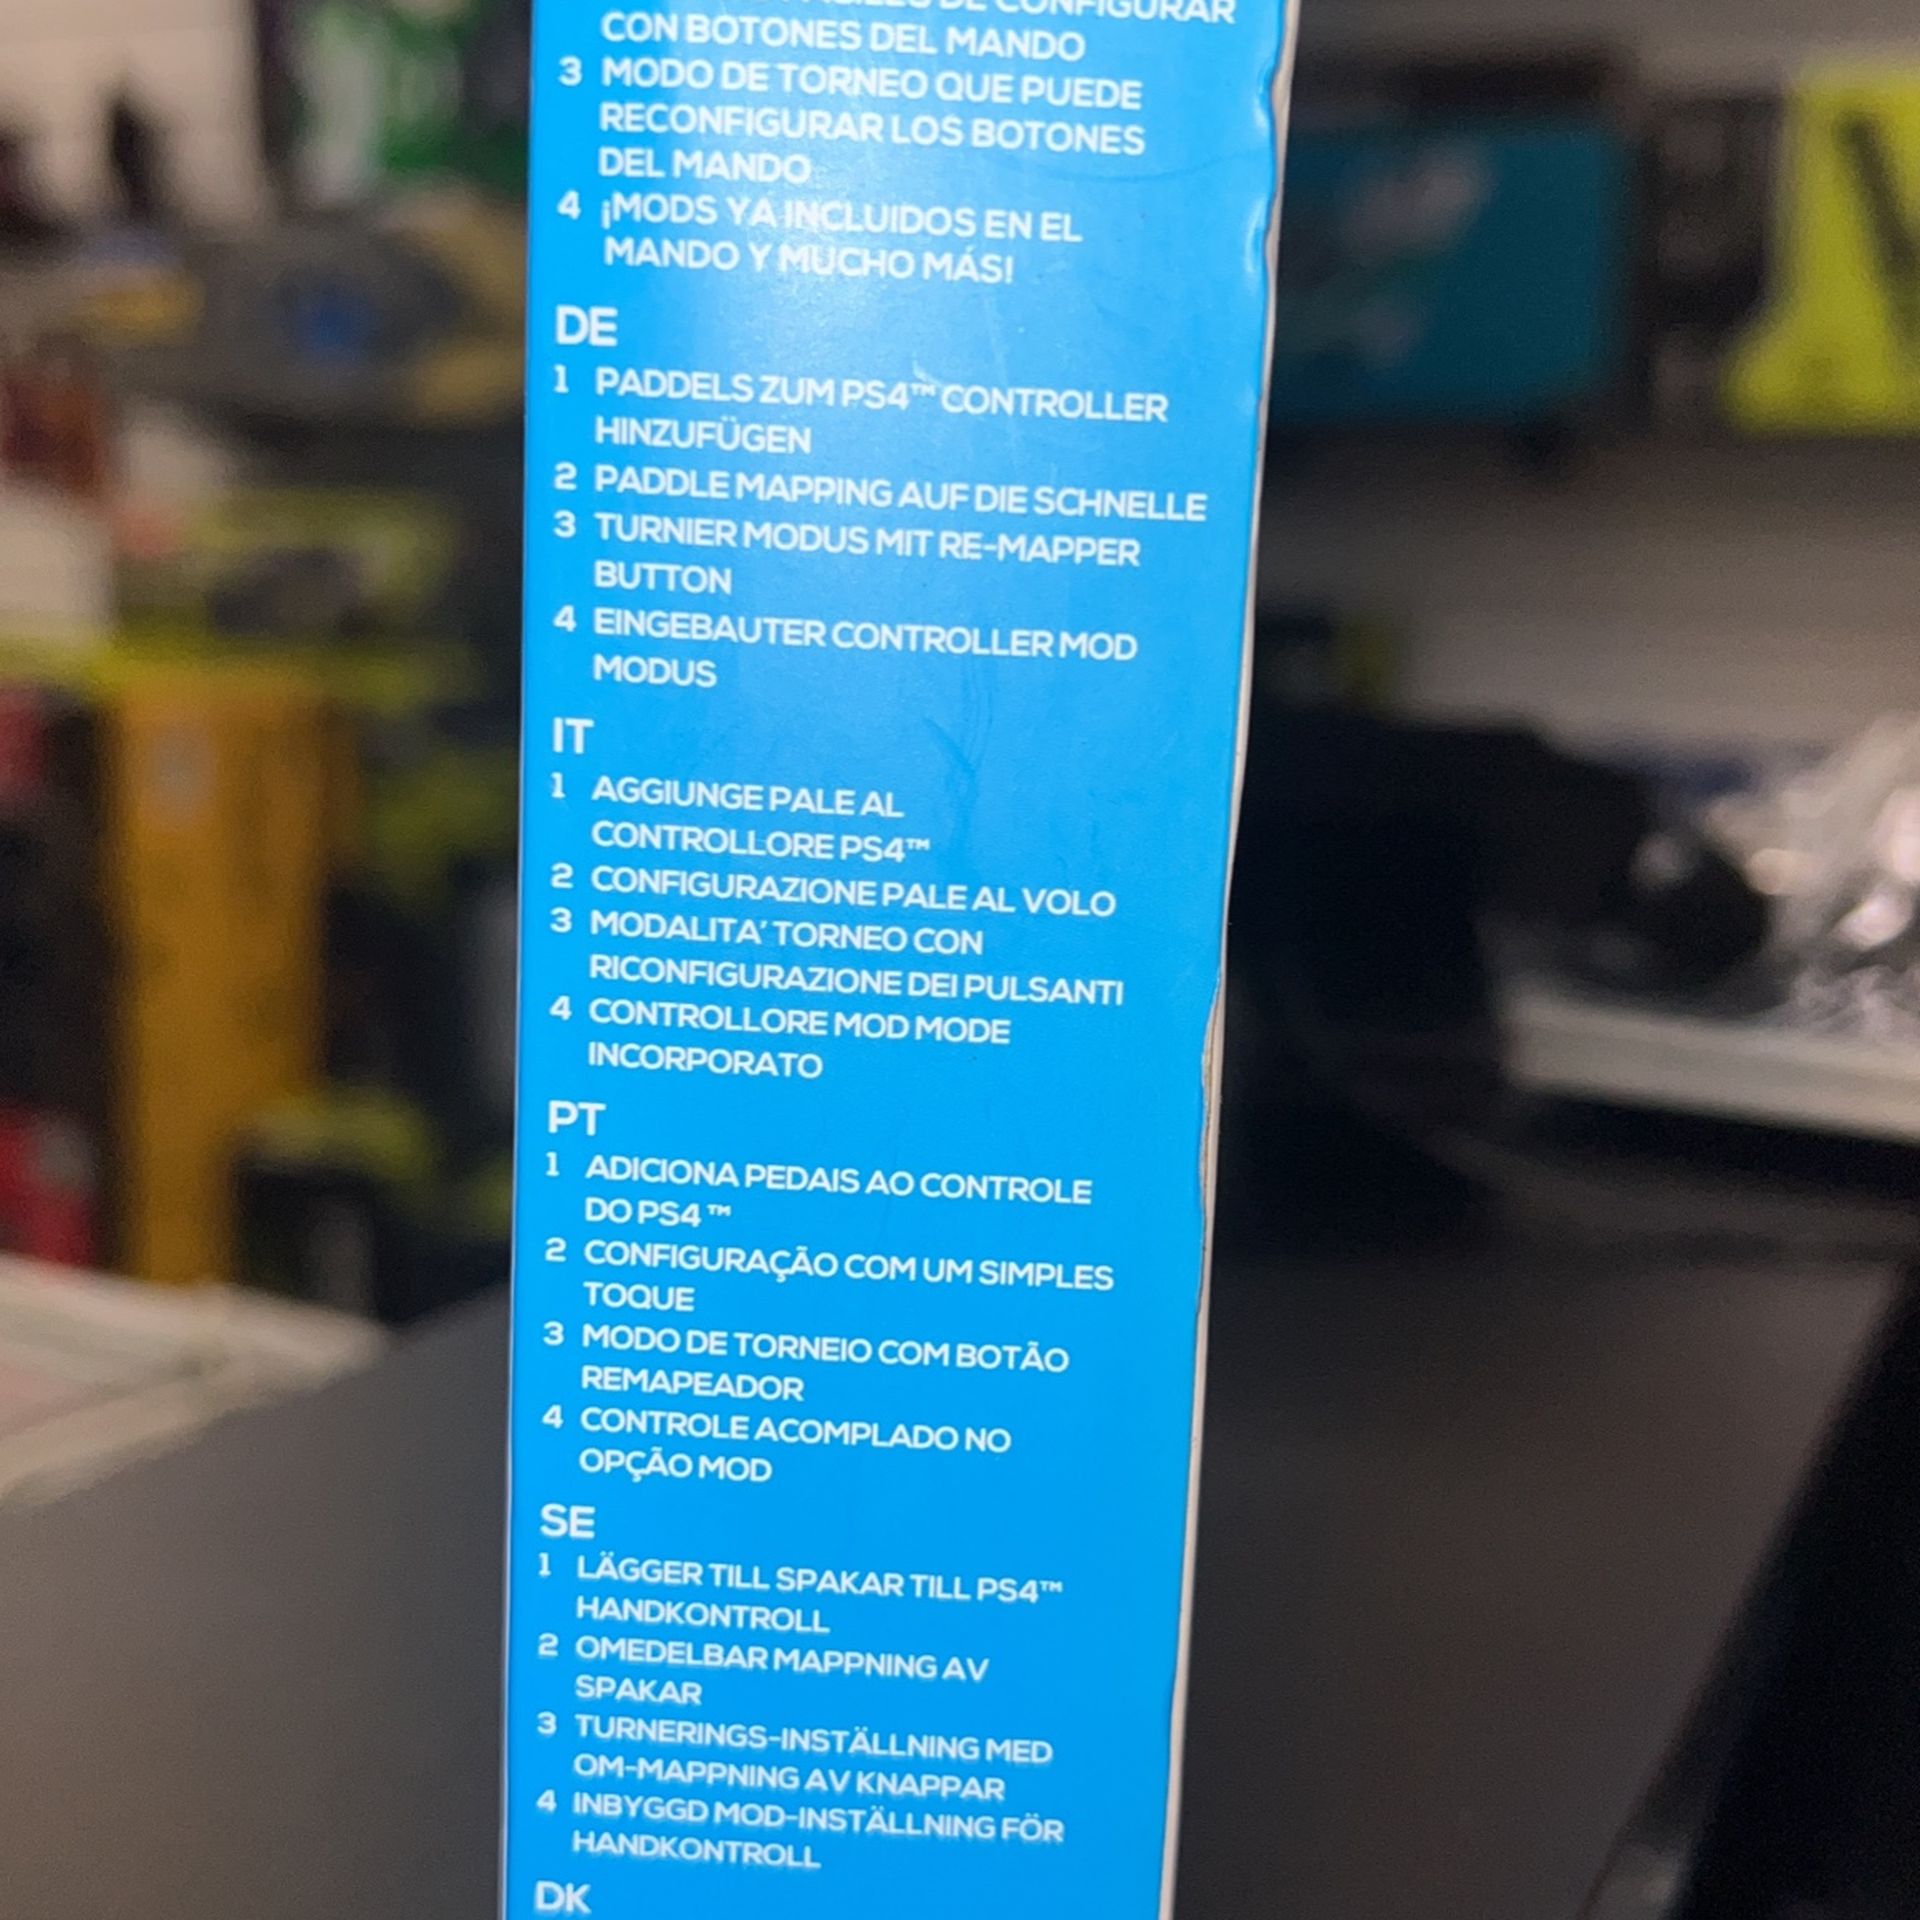 DE CONFIGURAR
CON BOTONES DEL MANDO
3 MODO DE TORNEO QUE PUEDE
RECONFIGURAR LOS BOTONES
DEL MANDO
4 ¡MODS YA INCLUIDOS EN EL
MANDO Y MUCHO MÁS!
DE
1 PADDELS ZUM PS4™ CONTROLLER
HINZUFÜGEN
2 PADDLE MAPPING AUF DIE SCHNELLE
3 TURNIER MODUS MIT RE-MAPPER
BUTTON
4 EINGEBAUTER CONTROLLER MOD
MODUS
IT
1 AGGIUNGE PALE AL
CONTROLLORE PS4™
2 CONFIGURAZIONE PALE AL VOLO
3 MODALITA' TORNEO CON
RICONFIGURAZIONE DEI PULSANTI
4 CONTROLLORE MOD MODE
INCORPORATO
PT
1 ADICIONA PEDAIS AO CONTROLE
DO PS4 ™
2 CONFIGURAÇÃO COM UM SIMPLES
TOQUE
3 MODO DE TORNEIO COM BOTÃO
REMAPEADOR
4 CONTROLE ACOMPLADO NO
OPÇÃO MOD
SE
1 LÄGGER TILL SPAKAR TILL PS4™
HANDKONTROLL
2 OMEDELBAR MAPPNING AV
SPAKAR
3 TURNERINGS-INSTÄLLNING MED
OM-MAPPNING AV KNAPPAR
4 INBYGGD MOD-INSTÄLLNING FÖR
HANDKONTROLL
DK